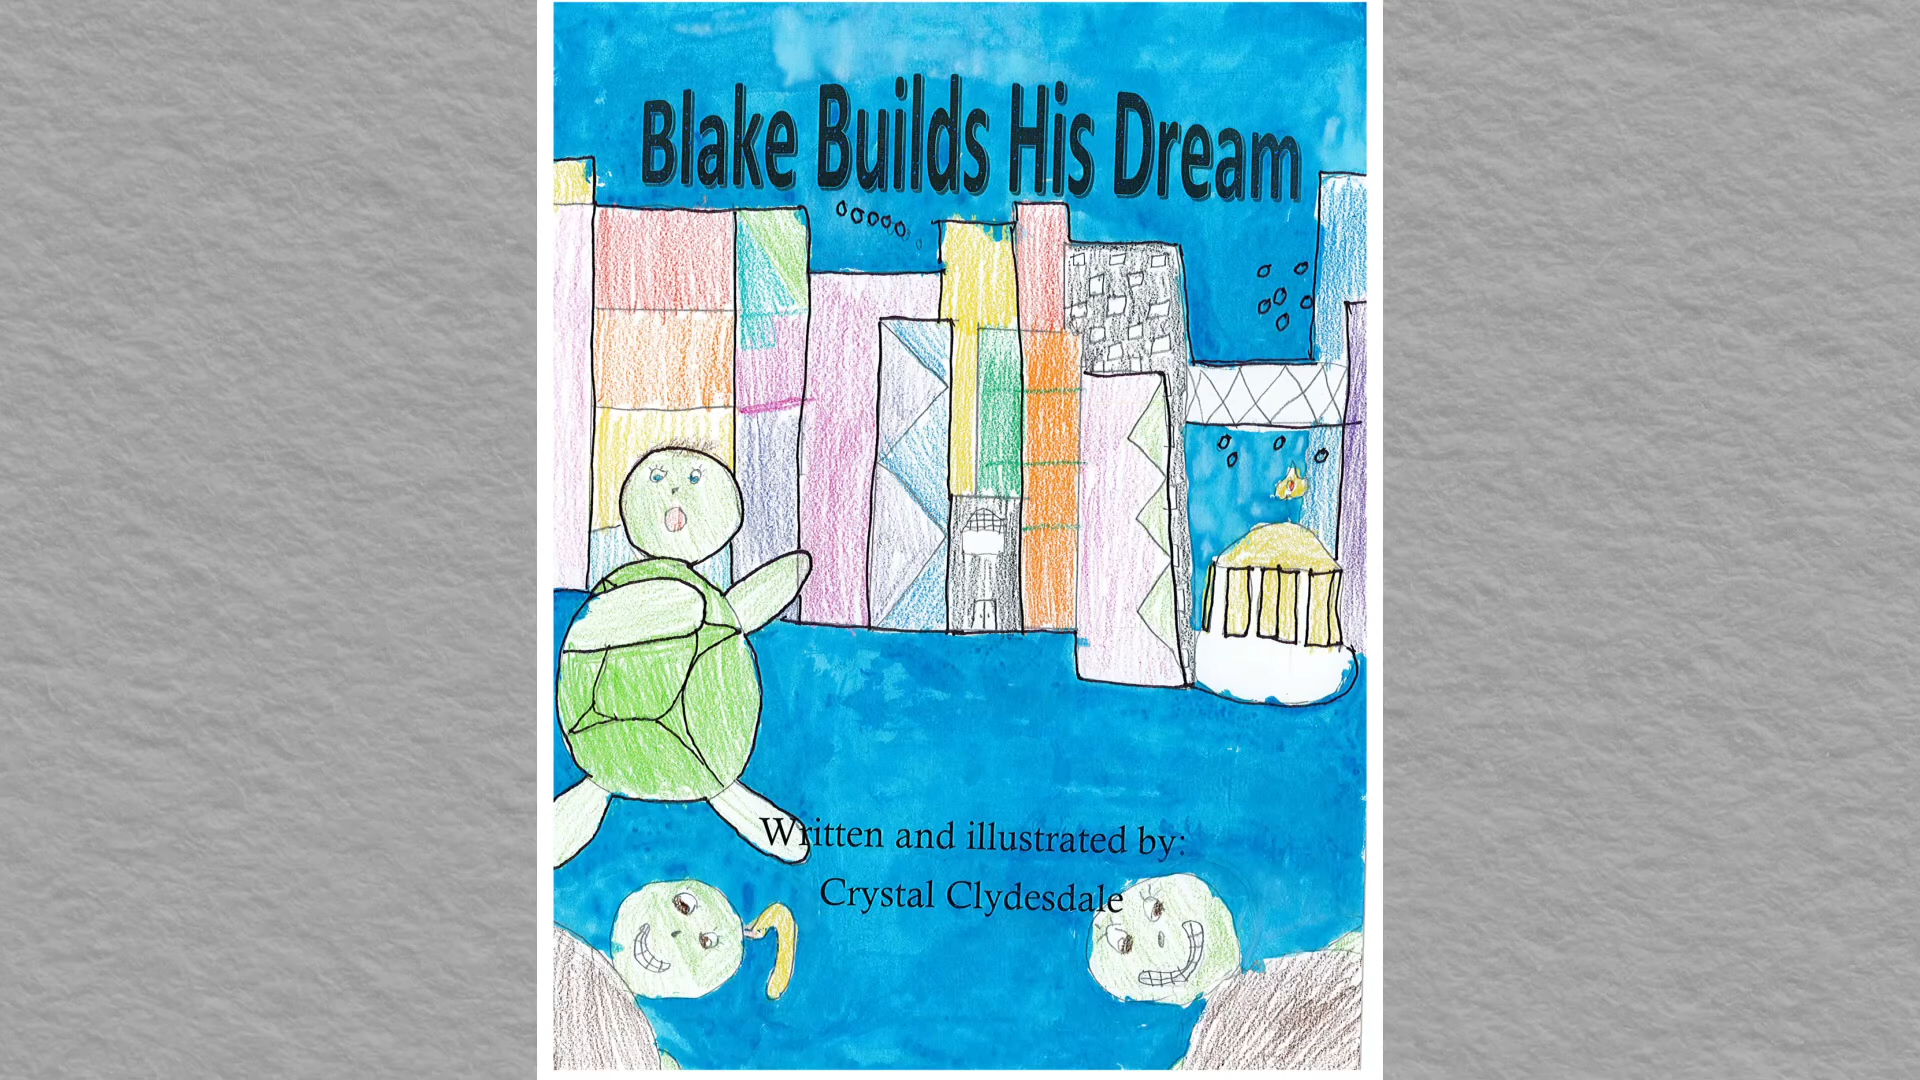 Blake Builds His Dream
Written and illustrated by:
Crystal Clydesdale